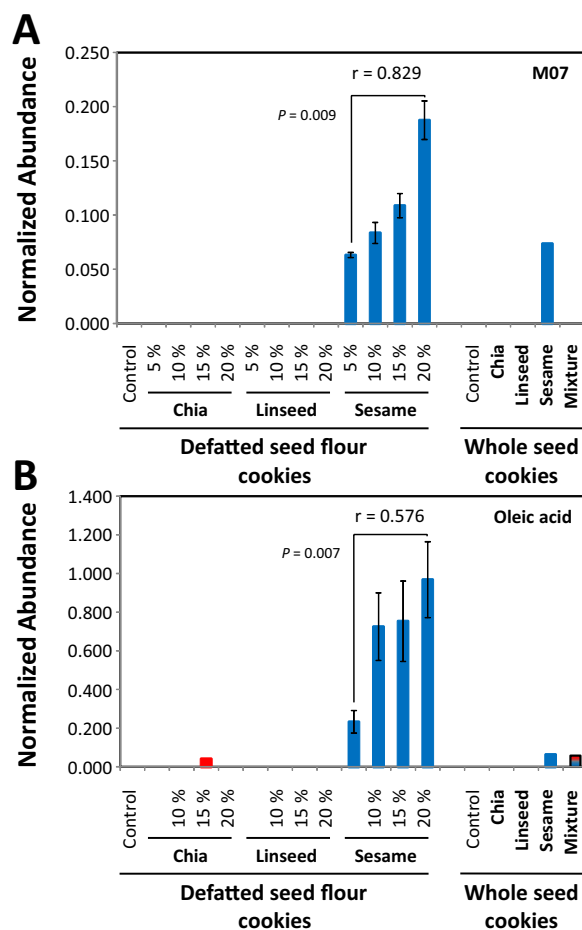 A
Normalized Abundance
0.250
0.200
0.150
0.100
0.050
0.000
r = 0.829
M07
P = 0.009
Control
5 %
10 %
15 %
20 %
5 %
10 %
15 %
20 %
5 %
10 %
15 %
20 %
Control
Chia
Linseed
Sesame
Mixture
Chia
Linseed
Sesame
Defatted seed flour
cookies
Whole seed
cookies
B
Normalized Abundance
1.400
1.200
1.000
0.800
0.600
0.400
0.200
0.000
r = 0.576
Oleic acid
P = 0.007
Control
10 %
15 %
20 %
10 %
15 %
20 %
10 %
15 %
20 %
Control
Chia
Linseed
Sesame
Mixture
Chia
Linseed
Sesame
Defatted seed flour
cookies
Whole seed
cookies